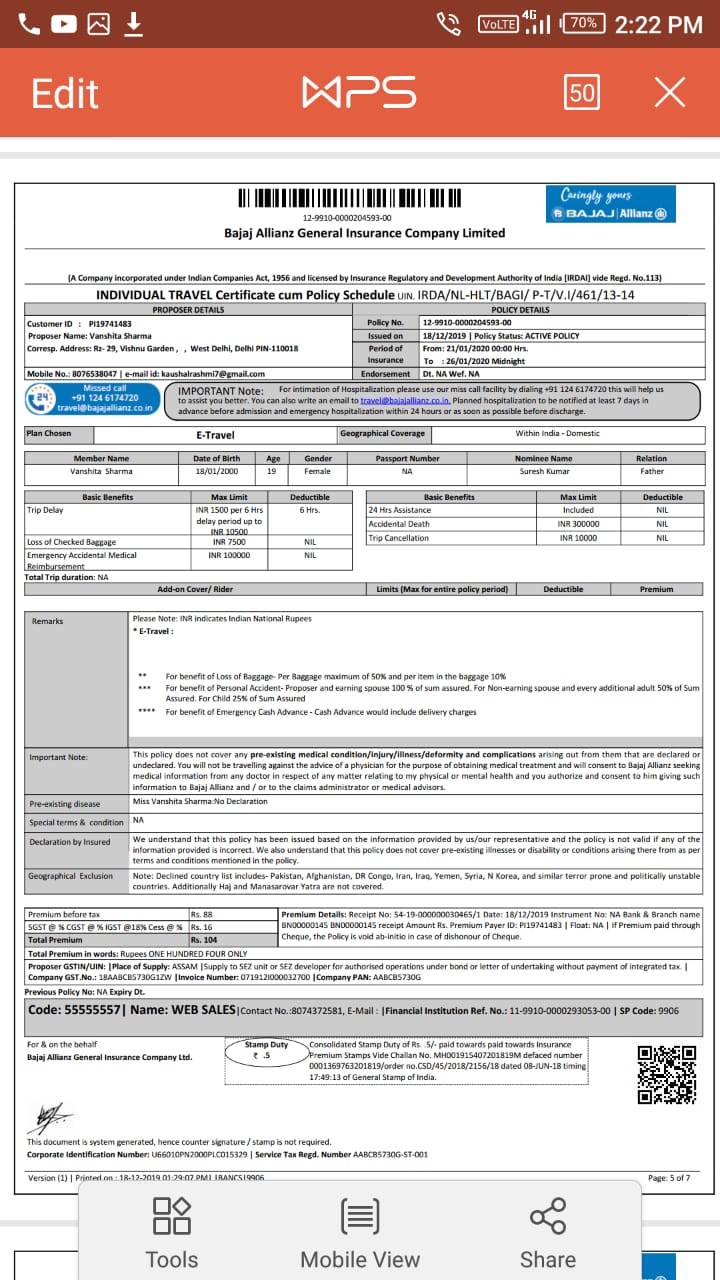 VoLTE 4G 70% 2:22 PM
Edit WPS 50
12-9910-0000204593-00
Caringly yours
BAJAJ | Allianz
Bajaj Allianz General Insurance Company Limited
(A Company incorporated under Indian Companies Act, 1956 and licensed by Insurance Regulatory and Development Authority of India [IRDAI] vide Regd. No.113)
INDIVIDUAL TRAVEL Certificate cum Policy Schedule UIN. IRDA/NL-HLT/BAGI/ P-T/V.I/461/13-14
PROPOSER DETAILS POLICY DETAILS
Customer ID : PI19741483
Proposer Name: Vanshita Sharma
Corresp. Address: Rz- 29, Vishnu Garden , , West Delhi, Delhi PIN-110018
Mobile No.: 8076538047 | e-mail id: kaushalrashmi7@gmail.com
Policy No. 12-9910-0000204593-00
Issued on 18/12/2019 | Policy Status: ACTIVE POLICY
Period of Insurance From: 21/01/2020 00:00 Hrs.
To : 26/01/2020 Midnight
Endorsement Dt. NA Wef. NA
24
Missed call
+91 124 6174720
travel@bajajallianz.co.in
IMPORTANT Note: For intimation of Hospitalization please use our miss call facility by dialing +91 124 6174720 this will help us
to assist you better. You can also write an email to travel@bajajallianz.co.in. Planned hospitalization to be notified at least 7 days in
advance before admission and emergency hospitalization within 24 hours or as soon as possible before discharge.
Plan Chosen E-Travel Geographical Coverage Within India - Domestic
Member Name Date of Birth Age Gender Passport Number Nominee Name Relation
Vanshita Sharma 18/01/2000 19 Female NA Suresh Kumar Father
Basic Benefits Max Limit Deductible
Trip Delay INR 1500 per 6 Hrs delay period up to INR 10500 6 Hrs.
Loss of Checked Baggage INR 7500 NIL
Emergency Accidental Medical Reimbursement INR 100000 NIL
Basic Benefits Max Limit Deductible
24 Hrs Assistance Included NIL
Accidental Death INR 300000 NIL
Trip Cancellation INR 10000 NIL
Total Trip duration: NA
Add-on Cover/ Rider Limits (Max for entire policy period) Deductible Premium
Remarks
Please Note: INR indicates Indian National Rupees
* E-Travel :
** For benefit of Loss of Baggage- Per Baggage maximum of 50% and per item in the baggage 10%
*** For benefit of Personal Accident- Proposer and earning spouse 100 % of sum assured. For Non-earning spouse and every additional adult 50% of Sum
Assured. For Child 25% of Sum Assured
**** For benefit of Emergency Cash Advance - Cash Advance would include delivery charges
Important Note:
This policy does not cover any pre-existing medical condition/injury/illness/deformity and complications arising out from them that are declared or
undeclared. You will not be travelling against the advice of a physician for the purpose of obtaining medical treatment and will consent to Bajaj Allianz seeking
medical information from any doctor in respect of any matter relating to my physical or mental health and you authorize and consent to him giving such
information to Bajaj Allianz and / or to the claims administrator or medical advisors.
Pre-existing disease Miss Vanshita Sharma:No Declaration
Special terms & condition NA
Declaration by Insured
We understand that this policy has been issued based on the information provided by us/our representative and the policy is not valid if any of the
information provided is incorrect. We also understand that this policy does not cover pre-existing illnesses or disability or conditions arising there from as per
terms and conditions mentioned in the policy.
Geographical Exclusion
Note: Declined country list includes- Pakistan, Afghanistan, DR Congo, Iran, Iraq, Yemen, Syria, N Korea, and similar terror prone and politically unstable
countries. Additionally Haj and Manasarovar Yatra are not covered.
Premium before tax Rs. 88
SGST @ % CGST @ % IGST @18% Cess @ % Rs. 16
Total Premium Rs. 104
Premium Details: Receipt No: 54-19-000000030465/1 Date: 18/12/2019 Instrument No: NA Bank & Branch name
BN00000145 BN00000145 receipt Amount Rs. Premium Payer ID: PI19741483 | Float: NA | If Premium paid through
Cheque, the Policy is void ab-initio in case of dishonour of Cheque.
Total Premium in words: Rupees ONE HUNDRED FOUR ONLY
Proposer GSTIN/UIN: |Place of Supply: ASSAM |Supply to SEZ unit or SEZ developer for authorised operations under bond or letter of undertaking without payment of integrated tax. |
Company GST.No.: 18AABCB5730G1ZW |Invoice Number: 071912I000032700 |Company PAN: AABCB5730G
Previous Policy No: NA Expiry Dt.
Code: 55555557| Name: WEB SALES|Contact No.:8074372581, E-Mail : |Financial Institution Ref. No.: 11-9910-0000293053-00 | SP Code: 9906
For & on the behalf
Bajaj Allianz General Insurance Company Ltd.
Stamp Duty
₹ .5
Consolidated Stamp Duty of Rs. .5/- paid towards paid towards Insurance
Premium Stamps Vide Challan No. MH001915407201819M defaced number
0001369763201819/order no.CSD/45/2018/2156/18 dated 08-JUN-18 timing
17:49:13 of General Stamp of India.
This document is system generated, hence counter signature / stamp is not required.
Corporate Identification Number: U66010PN2000PLC015329 | Service Tax Regd. Number AABCB5730G-ST-001
Version (1) | Printed on : 18-12-2019 01:29:07 PM| IBANCS19906 Page: 5 of 7
Tools Mobile View Share